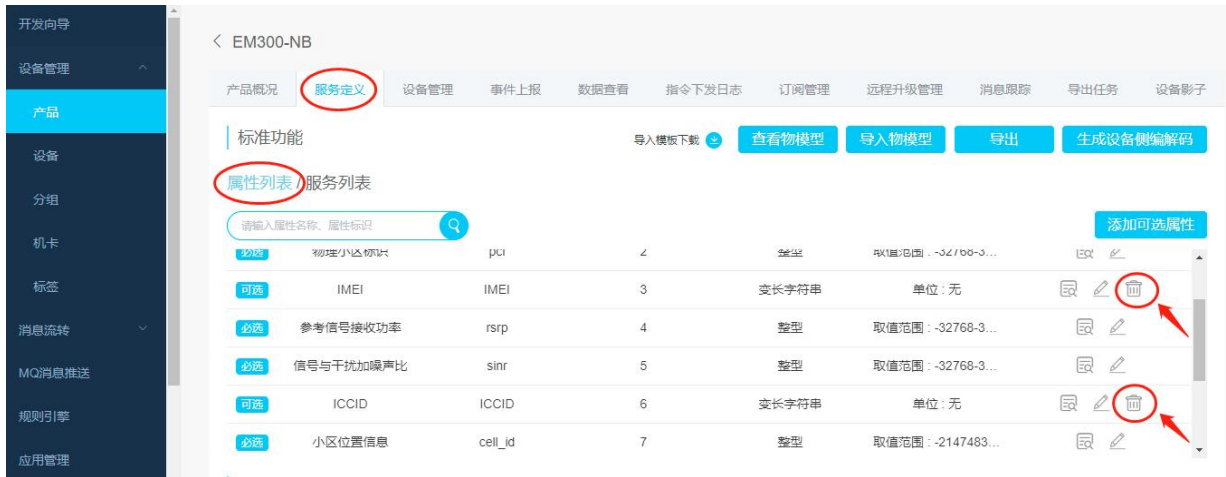 开发向导
设备管理
产品
设备
分组
机卡
标签
消息流转
MQ消息推送
规则引擎
应用管理
EM300-NB
产品概况 服务定义 设备管理 事件上报 数据查看 指令下发日志 订阅管理 远程升级管理 消息跟踪 导出任务 设备影子
标准功能 导入模板下载 查看物模型 导入物模型 导出 生成设备侧编解码
属性列表 / 服务列表
请输入属性名称、属性标识 添加可选属性
必选 物理小区标识 pci 2 整型 取值范围 : -32768-3...
可选 IMEI IMEI 3 变长字符串 单位 : 无
必选 参考信号接收功率 rsrp 4 整型 取值范围 : -32768-3...
必选 信号与干扰加噪声比 sinr 5 整型 取值范围 : -32768-3...
可选 ICCID ICCID 6 变长字符串 单位 : 无
必选 小区位置信息 cell_id 7 整型 取值范围 : -2147483...